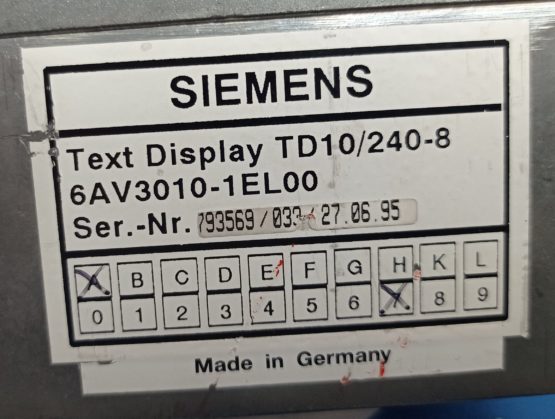 SIEMENS
Text Display TD10/240-8
6AV3010-1EL00
Ser.-Nr. 793569/033 27.06.95
A B C D E F G H K L
0 1 2 3 4 5 6 7 8 9
Made in Germany